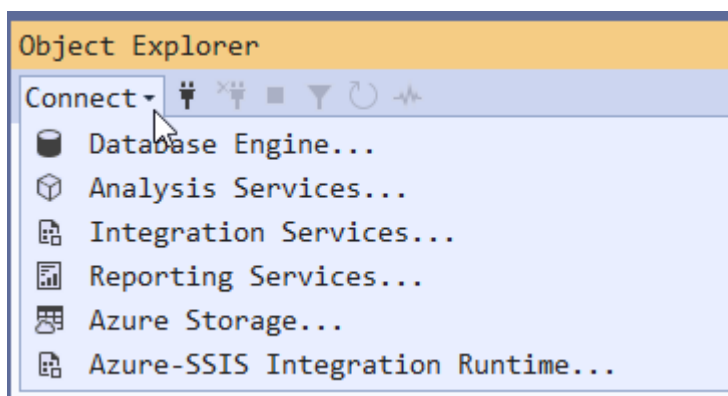 Object Explorer
Connect
Database Engine...
Analysis Services...
Integration Services...
Reporting Services...
Azure Storage...
Azure-SSIS Integration Runtime...